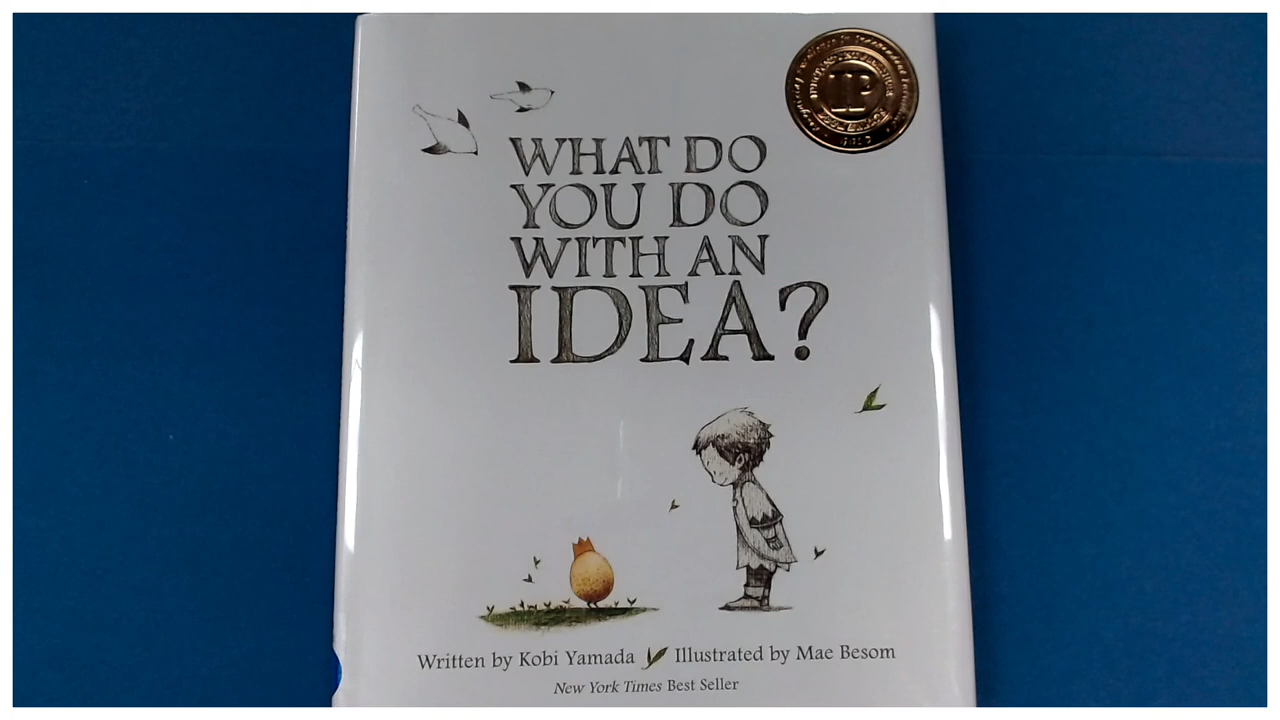 WHAT DO
YOU DO
WITH AN
IDEA?
IP
Written by Kobi Yamada Illustrated by Mae Besom
New York Times Best Seller